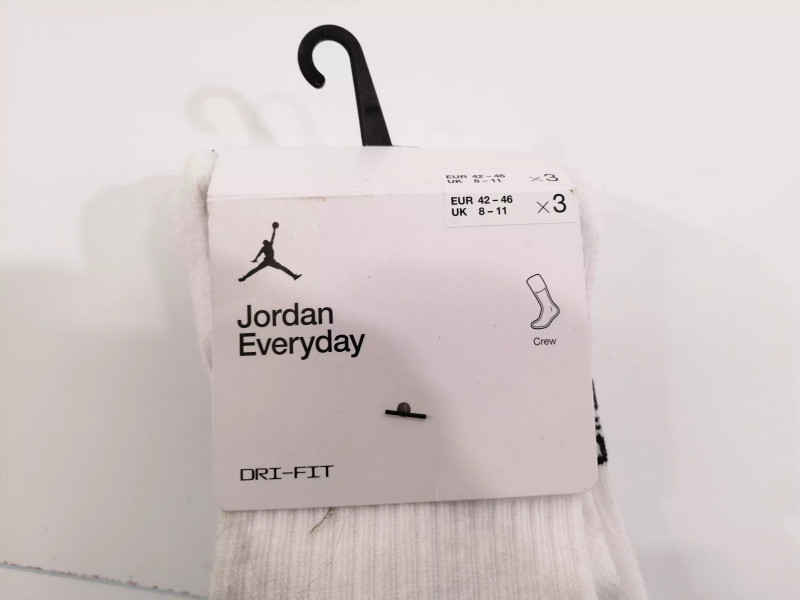 EUR 42-46 ×3
UK 8-11
EUR 42-46 ×3
UK 8-11
Jordan
Everyday
Crew
DRI-FIT